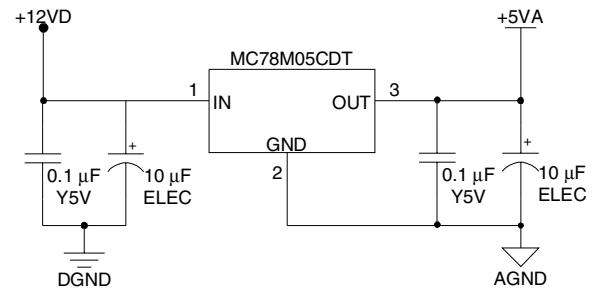 +12VD
+5VA
MC78M05CDT
1
IN
OUT
3
GND
2
+
0.1 μF
Y5V
10 μF
ELEC
+
0.1 μF
Y5V
10 μF
ELEC
DGND
AGND